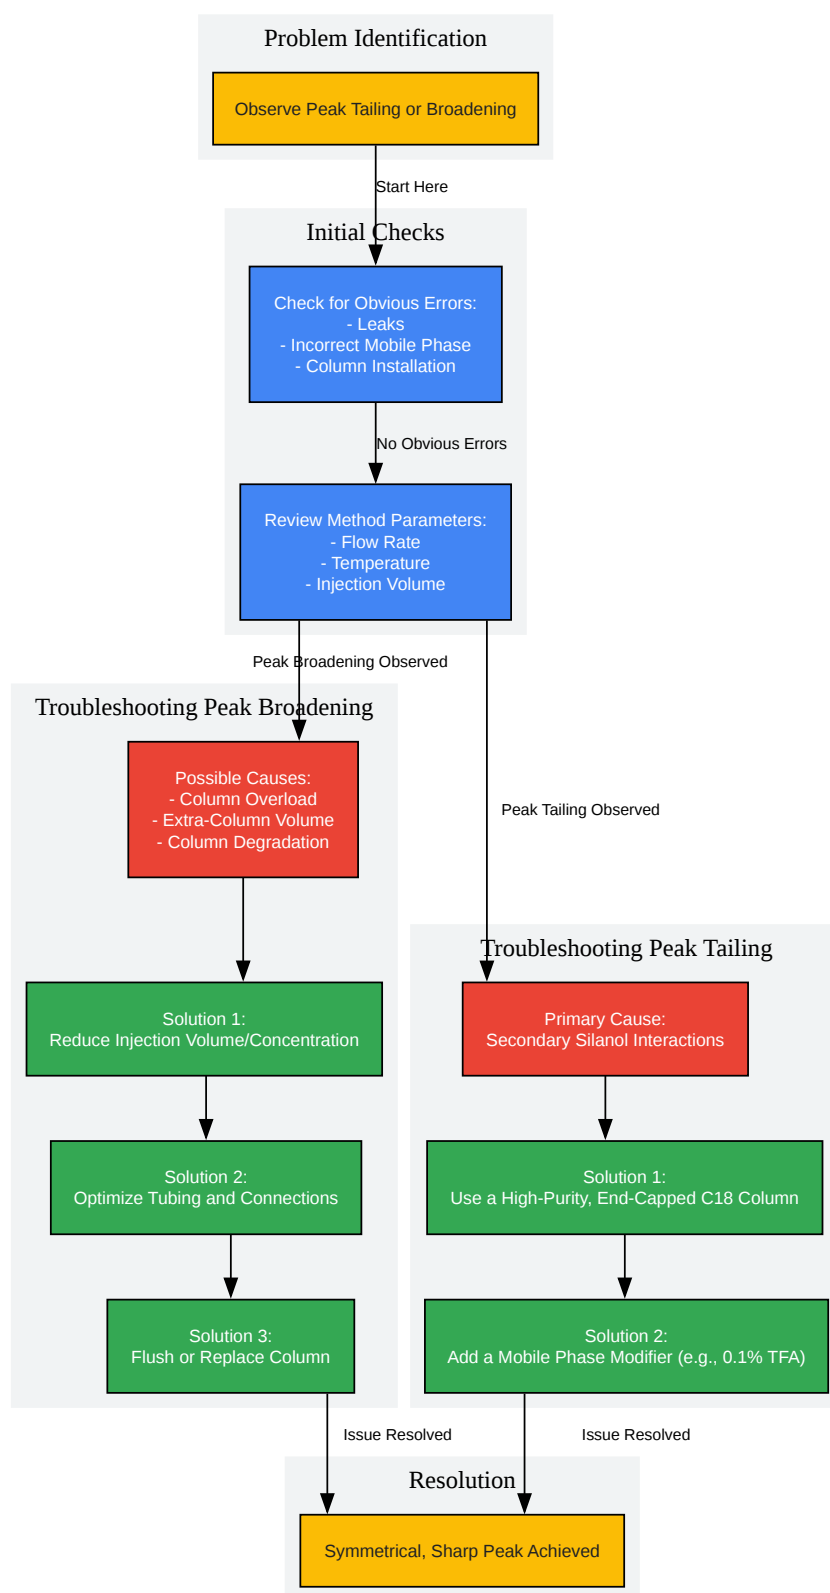 Problem Identification
Observe Peak Tailing or Broadening
Start Here
Initial Checks
Check for Obvious Errors:
- Leaks
- Incorrect Mobile Phase
- Column Installation
No Obvious Errors
Review Method Parameters:
- Flow Rate
- Temperature
- Injection Volume
Peak Broadening Observed
Troubleshooting Peak Broadening
Possible Causes:
- Column Overload
- Extra-Column Volume
- Column Degradation
Solution 1:
Reduce Injection Volume/Concentration
Solution 2:
Optimize Tubing and Connections
Solution 3:
Flush or Replace Column
Issue Resolved
Peak Tailing Observed
Troubleshooting Peak Tailing
Primary Cause:
Secondary Silanol Interactions
Solution 1:
Use a High-Purity, End-Capped C18 Column
Solution 2:
Add a Mobile Phase Modifier (e.g., 0.1% TFA)
Issue Resolved
Resolution
Symmetrical, Sharp Peak Achieved